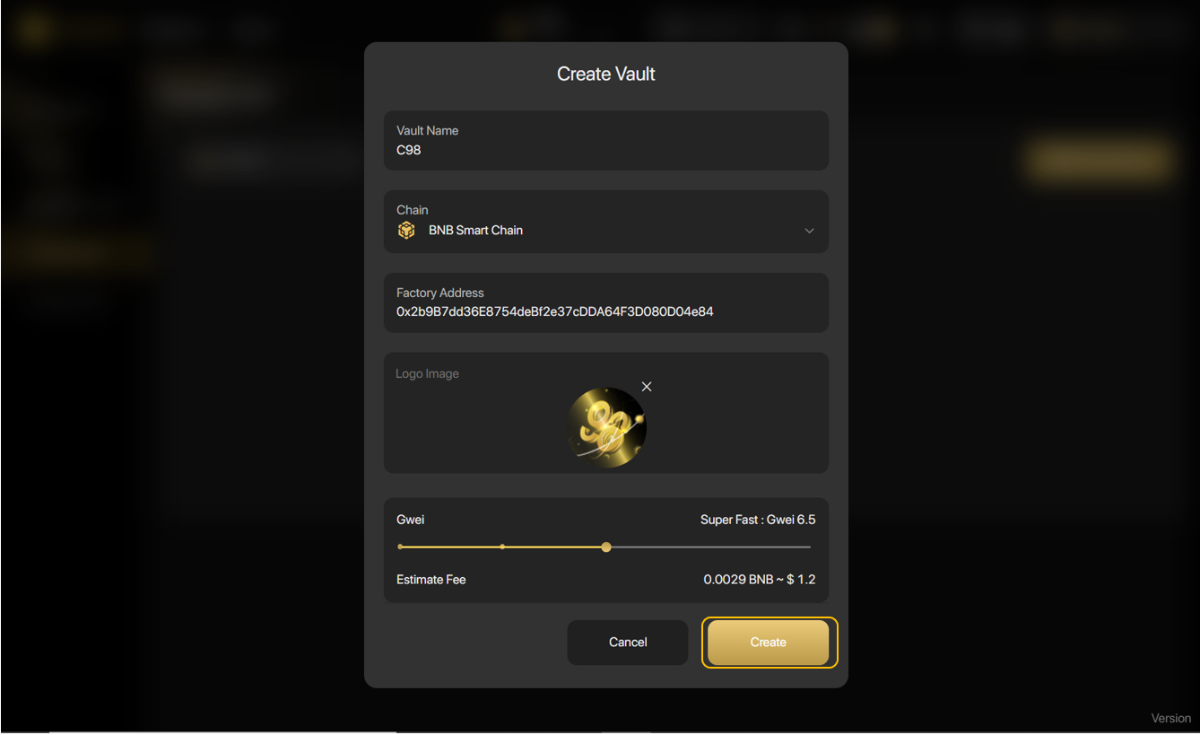 Create Vault
Vault Name
C98
Chain
BNB Smart Chain
Factory Address
0x2b9B7dd36E8754deBf2e37cDDA64F3D080D04e84
Logo Image
Gwei
Super Fast : Gwei 6.5
Estimate Fee
0.0029 BNB ~ $ 1.2
Cancel
Create
Version